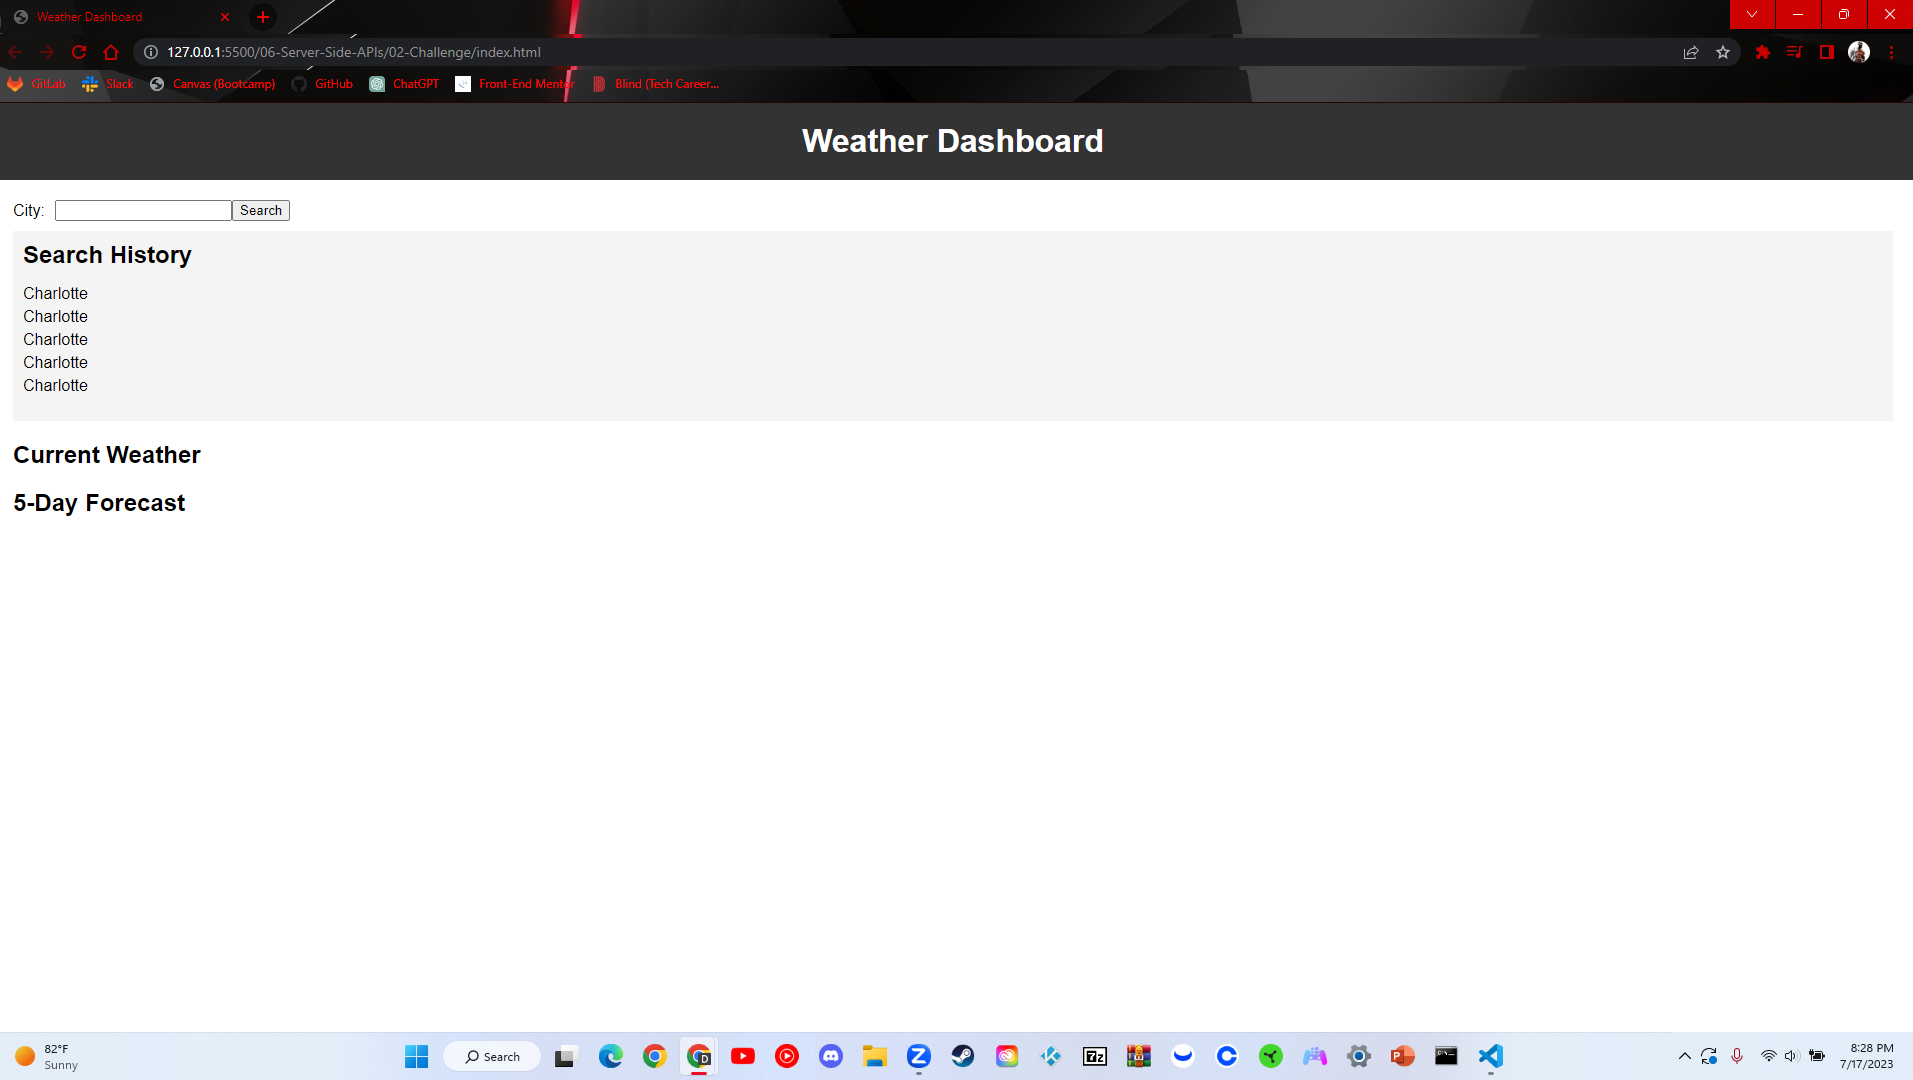 Weather Dashboard
127.0.0.1:5500/06-Server-Side-APIs/02-Challenge/index.html
GitLab Slack Canvas (Bootcamp) GitHub ChatGPT Front-End Mentor Blind (Tech Career...
Weather Dashboard
City: Search
Search History
Charlotte
Charlotte
Charlotte
Charlotte
Charlotte
Current Weather
5-Day Forecast
82°F
Sunny
Search
8:28 PM
7/17/2023